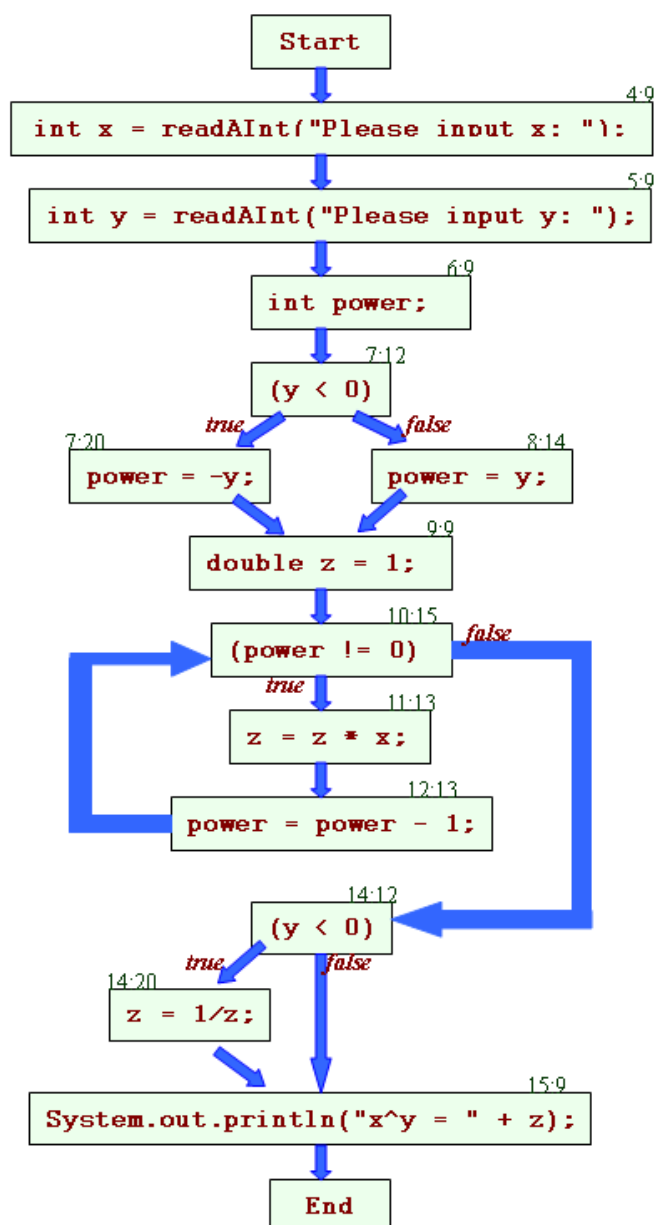 Start
4:9
int x = readAInt("Please input x: ");
5:9
int y = readAInt("Please input y: ");
6:9
int power;
7:12
(y < 0)
true
false
7:20
power = -y;
8:14
power = y;
9:9
double z = 1;
10:15
(power != 0)
false
true
11:13
z = z * x;
12:13
power = power - 1;
14:12
(y < 0)
true
false
14:20
z = 1/z;
15:9
System.out.println("x^y = " + z);
End